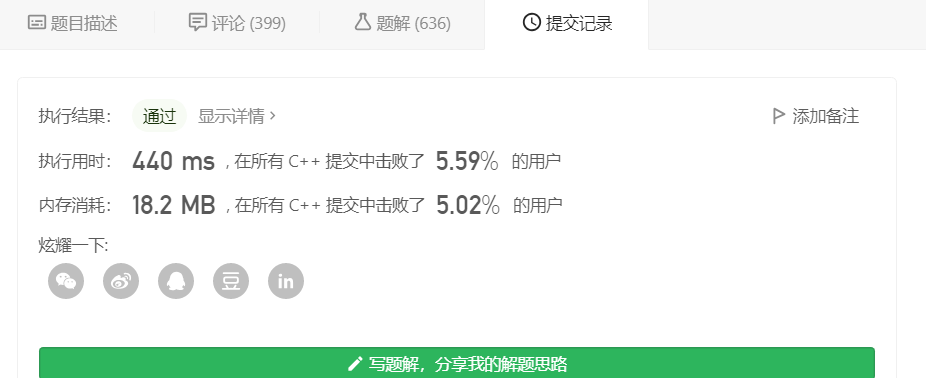 题目描述 评论 (399) 题解 (636) 提交记录
执行结果： 通过 显示详情 › 添加备注
执行用时： 440 ms , 在所有 C++ 提交中击败了 5.59% 的用户
内存消耗： 18.2 MB , 在所有 C++ 提交中击败了 5.02% 的用户
炫耀一下:
豆 in
写题解，分享我的解题思路